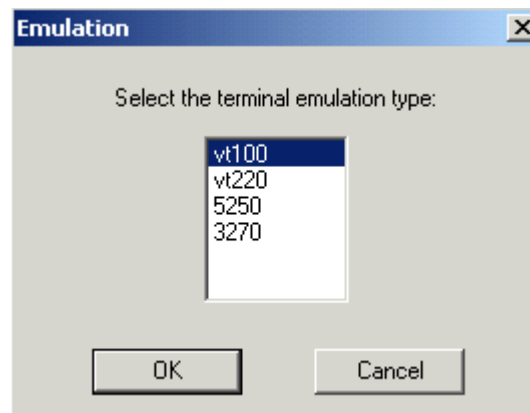 Emulation
Select the terminal emulation type:
vt100
vt220
5250
3270
OK
Cancel